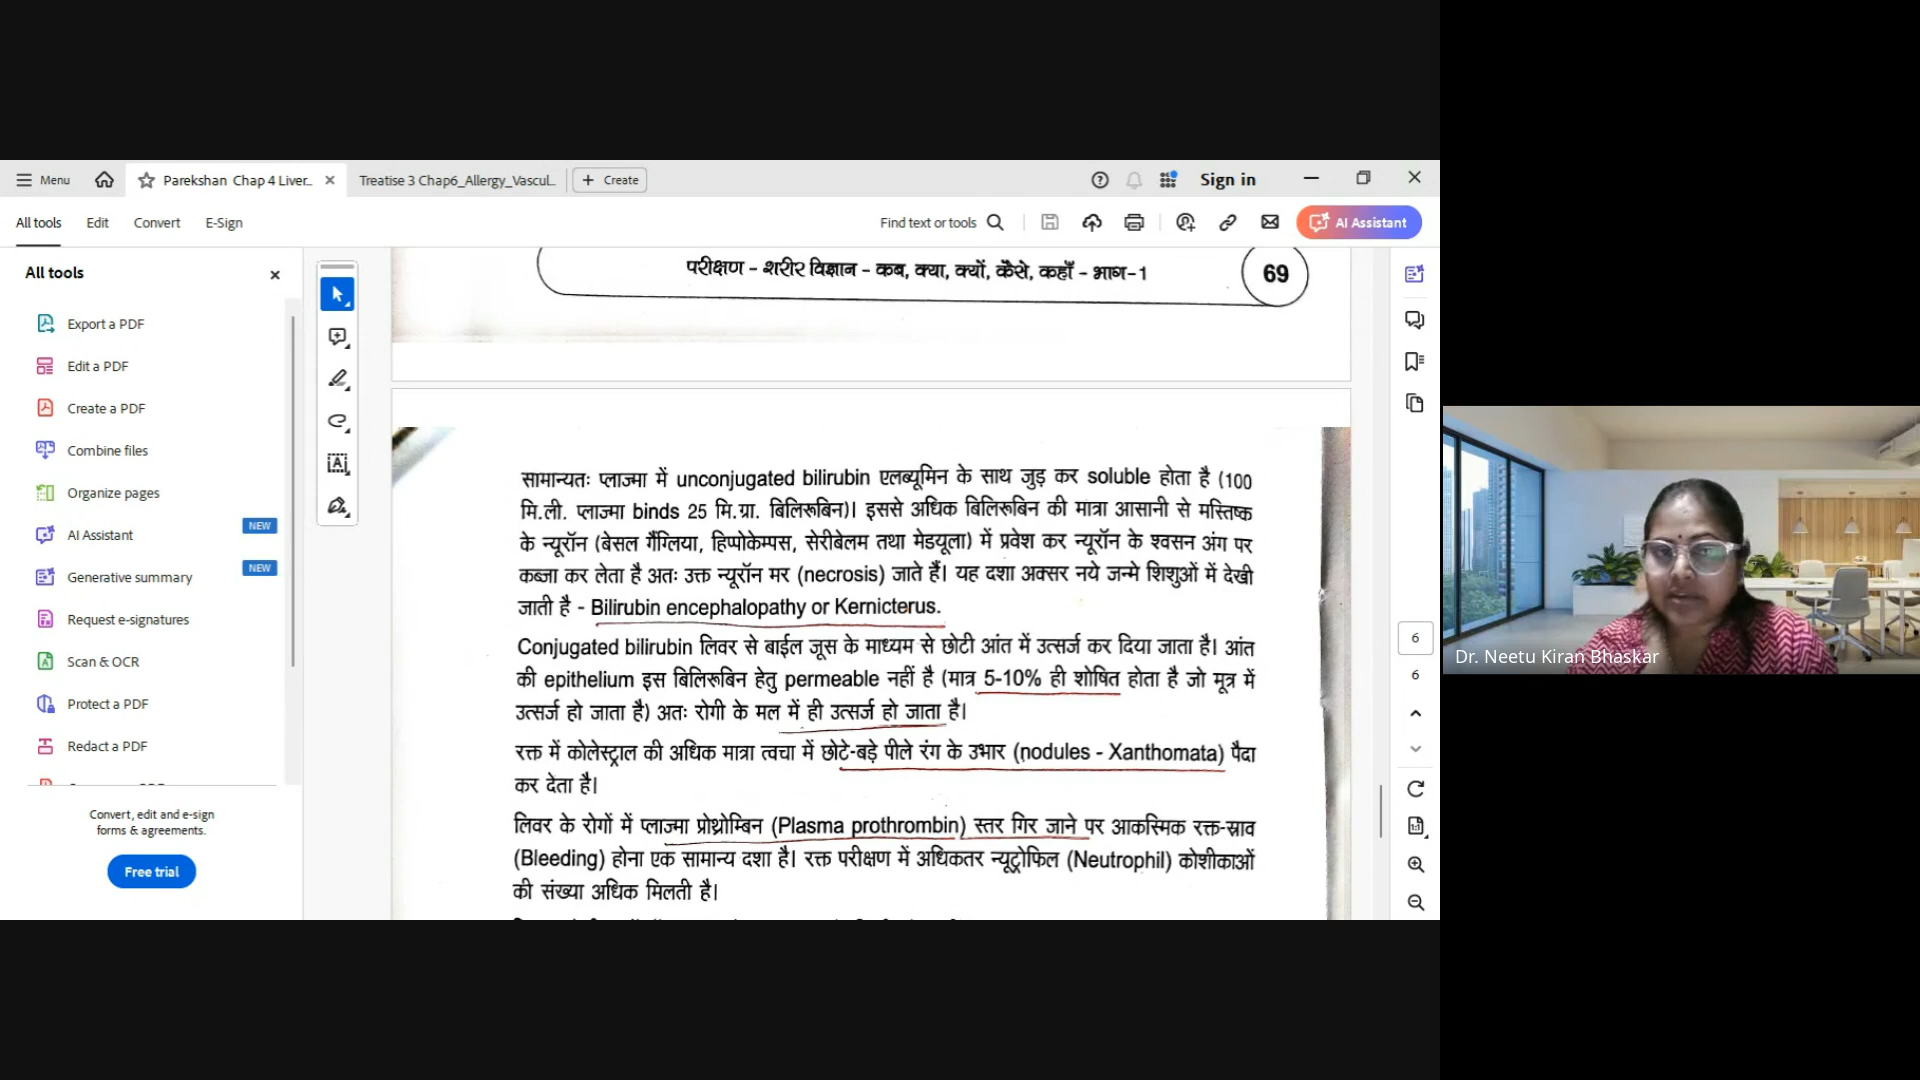 Menu
Parekshan Chap 4 Liver...
Treatise 3 Chap6_Allergy_Vascul...
Create
Sign in
All tools
Edit
Convert
E-Sign
Find text or tools
AI Assistant
All tools
Export a PDF
Edit a PDF
Create a PDF
Combine files
Organize pages
AI Assistant NEW
Generative summary NEW
Request e-signatures
Scan & OCR
Protect a PDF
Redact a PDF
Convert, edit and e-sign
forms & agreements.
Free trial
परीक्षण - शरीर विज्ञान - कब, क्या, क्यों, कैसे, कहाँ - भाग-1 69
सामान्यतः प्लाज्मा में unconjugated bilirubin एलब्यूमिन के साथ जुड़ कर soluble होता है (100
मि.ली. प्लाज्मा binds 25 मि.ग्रा. बिलिरूबिन)। इससे अधिक बिलिरूबिन की मात्रा आसानी से मस्तिष्क
के न्यूरॉन (बेसल गैंग्लिया, हिप्पोकेम्पस, सेरीबेलम तथा मेडयूला) में प्रवेश कर न्यूरॉन के श्वसन अंग पर
कब्जा कर लेता है अतः उक्त न्यूरॉन मर (necrosis) जाते हैं। यह दशा अक्सर नये जन्मे शिशुओं में देखी
जाती है - Bilirubin encephalopathy or Kernicterus.
Conjugated bilirubin लिवर से बाईल जूस के माध्यम से छोटी आंत में उत्सर्ज कर दिया जाता है। आंत
की epithelium इस बिलिरूबिन हेतु permeable नहीं है (मात्र 5-10% ही शोषित होता है जो मूत्र में
उत्सर्ज हो जाता है) अतः रोगी के मल में ही उत्सर्ज हो जाता है।
रक्त में कोलेस्ट्राल की अधिक मात्रा त्वचा में छोटे-बड़े पीले रंग के उभार (nodules - Xanthomata) पैदा
कर देता है।
लिवर के रोगों में प्लाज्मा प्रोथ्रोम्बिन (Plasma prothrombin) स्तर गिर जाने पर आकस्मिक रक्त-स्राव
(Bleeding) होना एक सामान्य दशा है। रक्त परीक्षण में अधिकतर न्यूट्रोफिल (Neutrophil) कोशीकाओं
की संख्या अधिक मिलती है।
6
6
Dr. Neetu Kiran Bhaskar